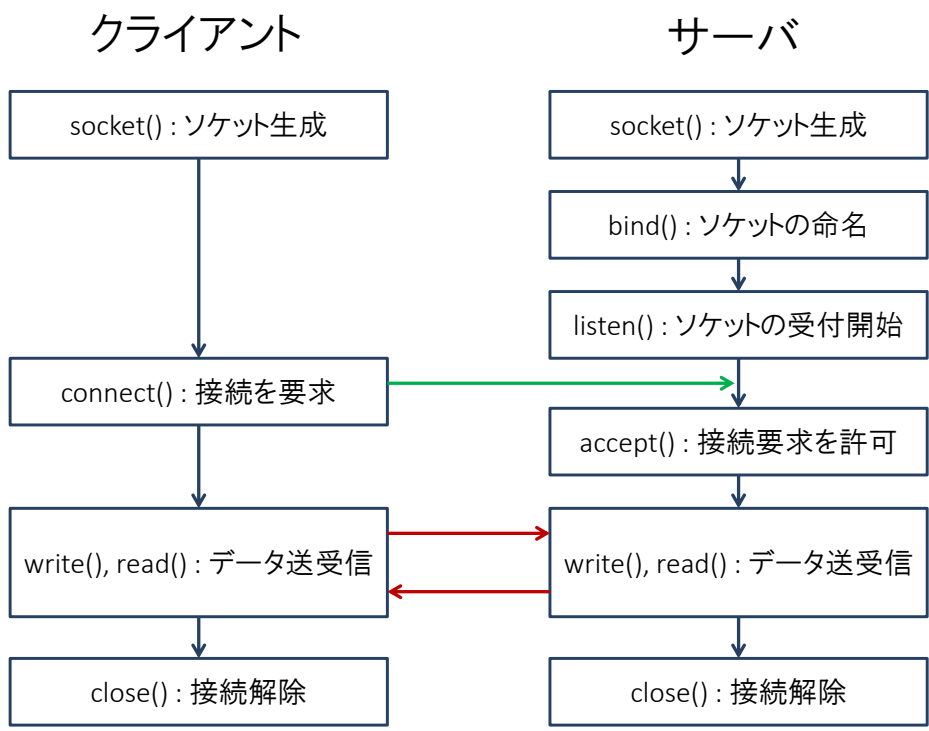 クライアント
socket() : ソケット生成
connect() : 接続を要求
write(), read() : データ送受信
close() : 接続解除
サーバ
socket() : ソケット生成
bind() : ソケットの命名
listen() : ソケットの受付開始
accept() : 接続要求を許可
write(), read() : データ送受信
close() : 接続解除